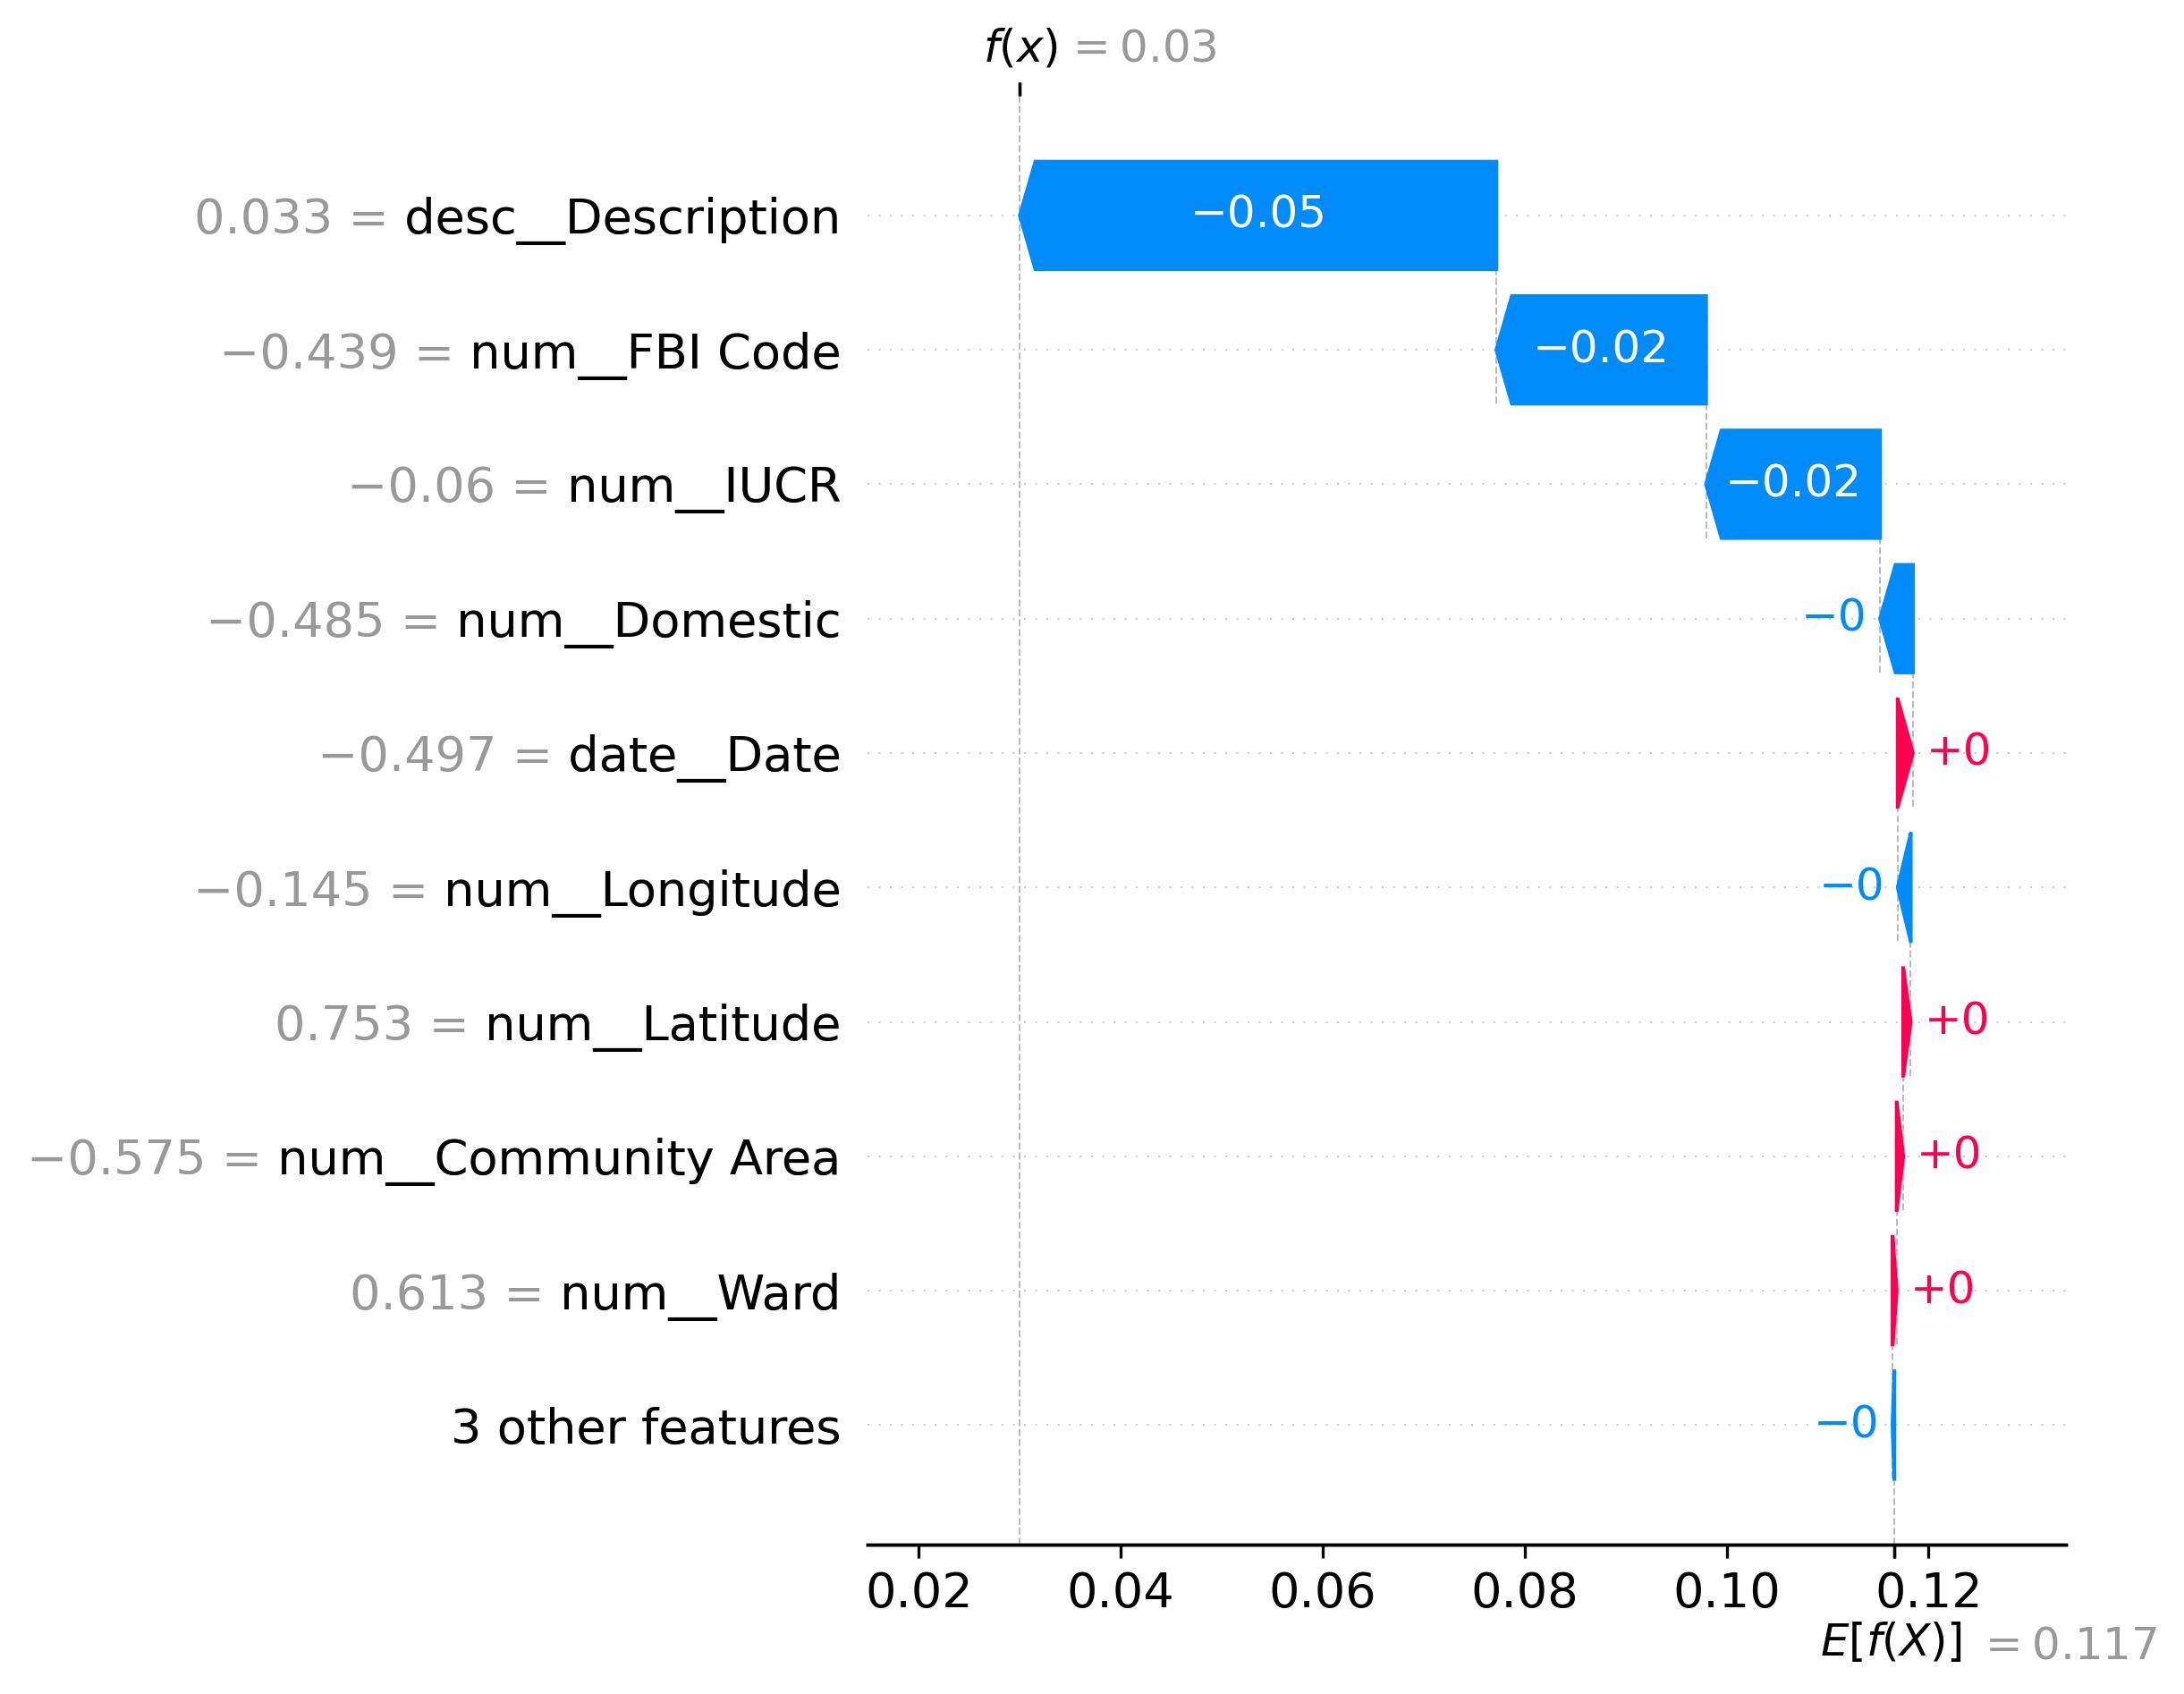 f(x) = 0.03
0.033 = desc__Description −0.05
−0.439 = num__FBI Code −0.02
−0.06 = num__IUCR −0.02
−0.485 = num__Domestic −0
−0.497 = date__Date +0
−0.145 = num__Longitude −0
0.753 = num__Latitude +0
−0.575 = num__Community Area +0
0.613 = num__Ward +0
3 other features −0
0.02 0.04 0.06 0.08 0.10 0.12
E[f(X)] = 0.117